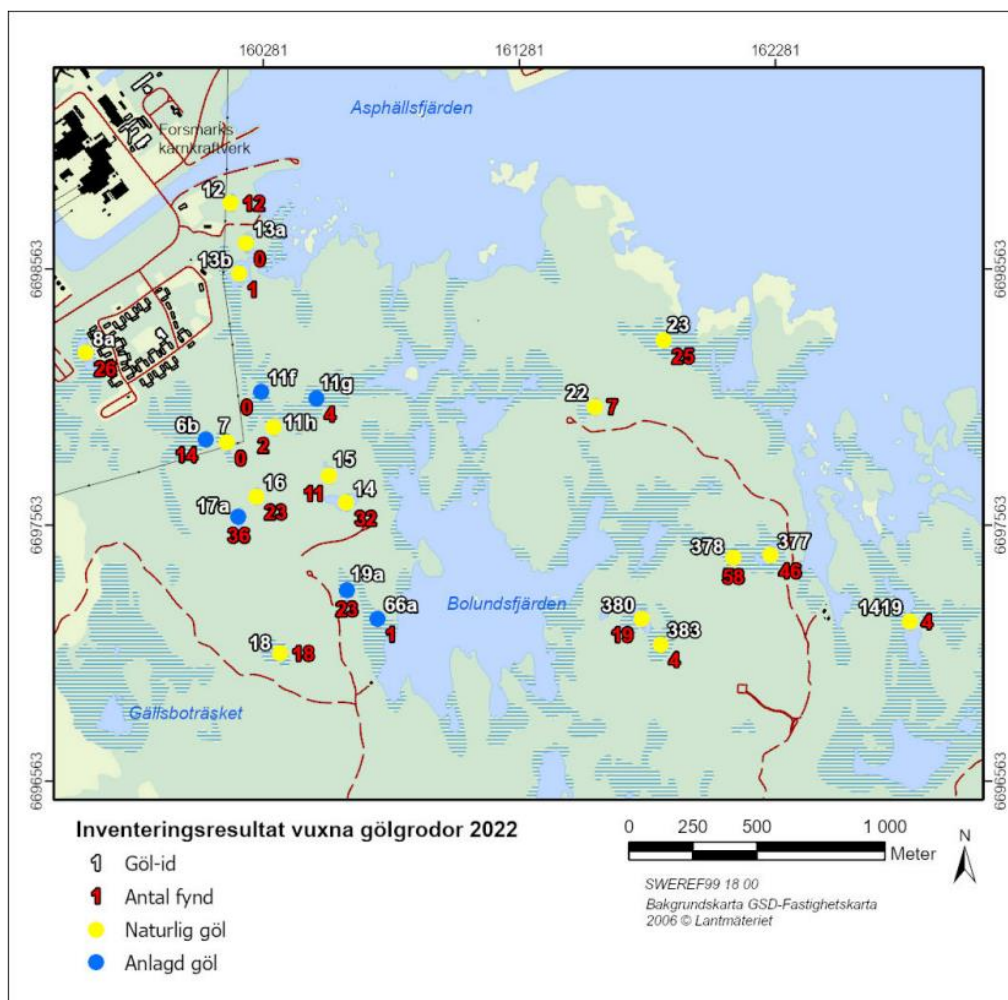 160281
161281
162281
Asphällsfjärden
Forsmarks
kärnkraftverk
12
12
13a
0
6698563
13b
1
23
25
8a
26
11f
0
11g
4
22
7
11h
2
6b
14
7
0
15
11
16
23
14
32
17a
36
6697563
378
58
377
46
19a
23
66a
1
Bolundsfjärden
380
19
383
4
1419
4
18
18
Gällsboträsket
6696563
Inventeringsresultat vuxna gölgrodor 2022
1 Göl-id
1 Antal fynd
Naturlig göl
Anlagd göl
0 250 500 1 000
Meter
N
SWEREF99 18 00
Bakgrundskarta GSD-Fastighetskarta
2006 © Lantmäteriet